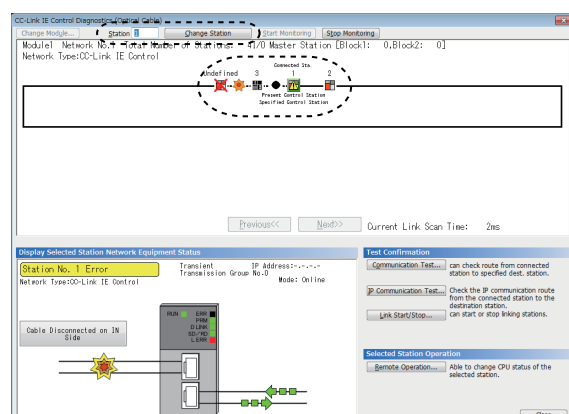 CC-Link IE Control Diagnostics (Optical Cable)
Change Module... Station 1 Change Station Start Monitoring Stop Monitoring
Module1 Network No.1 Total Number of Stations: 4
Network Type:CC-Link IE Control
Connected Sta.
Undefined 3 1 2
Present Control Station
Specified Control Station
Previous<< Next>> Current Link Scan Time: 2ms
Display Selected Station Network Equipment Status
Test Confirmation
Station No. 1 Error
Transient Transmission Group No.0
IP Address:-.-.-.-
Network Type:CC-Link IE Control
Mode: Online
Communication Test... can check route from connected station to specified dest. station.
IP Communication Test... Check the IP communication route from the connected station to the destination station.
Link Start/Stop... can start or stop linking stations.
RUN ERR
PRM
D LINK
SD/RD
L ERR
Cable Disconnected on IN Side
Selected Station Operation
Remote Operation... Able to change CPU status of the selected station.
Close